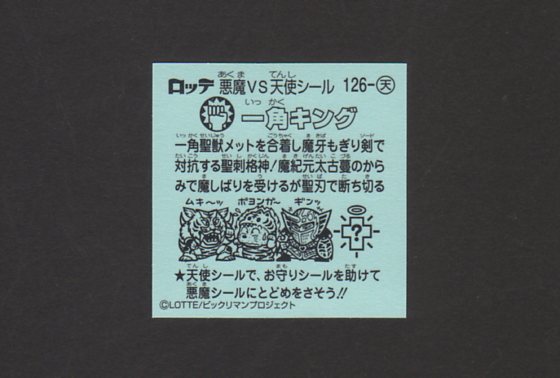 ロッテ 悪魔VS天使シール 126-天
一角キング
一角聖獣メットを合着し魔牙もぎり剣で
対抗する聖刺格神!魔紀元太古蔓のから
みで魔しばりを受けるが聖刃で断ち切る
ムキ〜ッ ポヨンガ〜 ギンッ
?
★天使シールで、お守りシールを助けて
悪魔シールにとどめをさそう!!
©LOTTE/ビックリマンプロジェクト